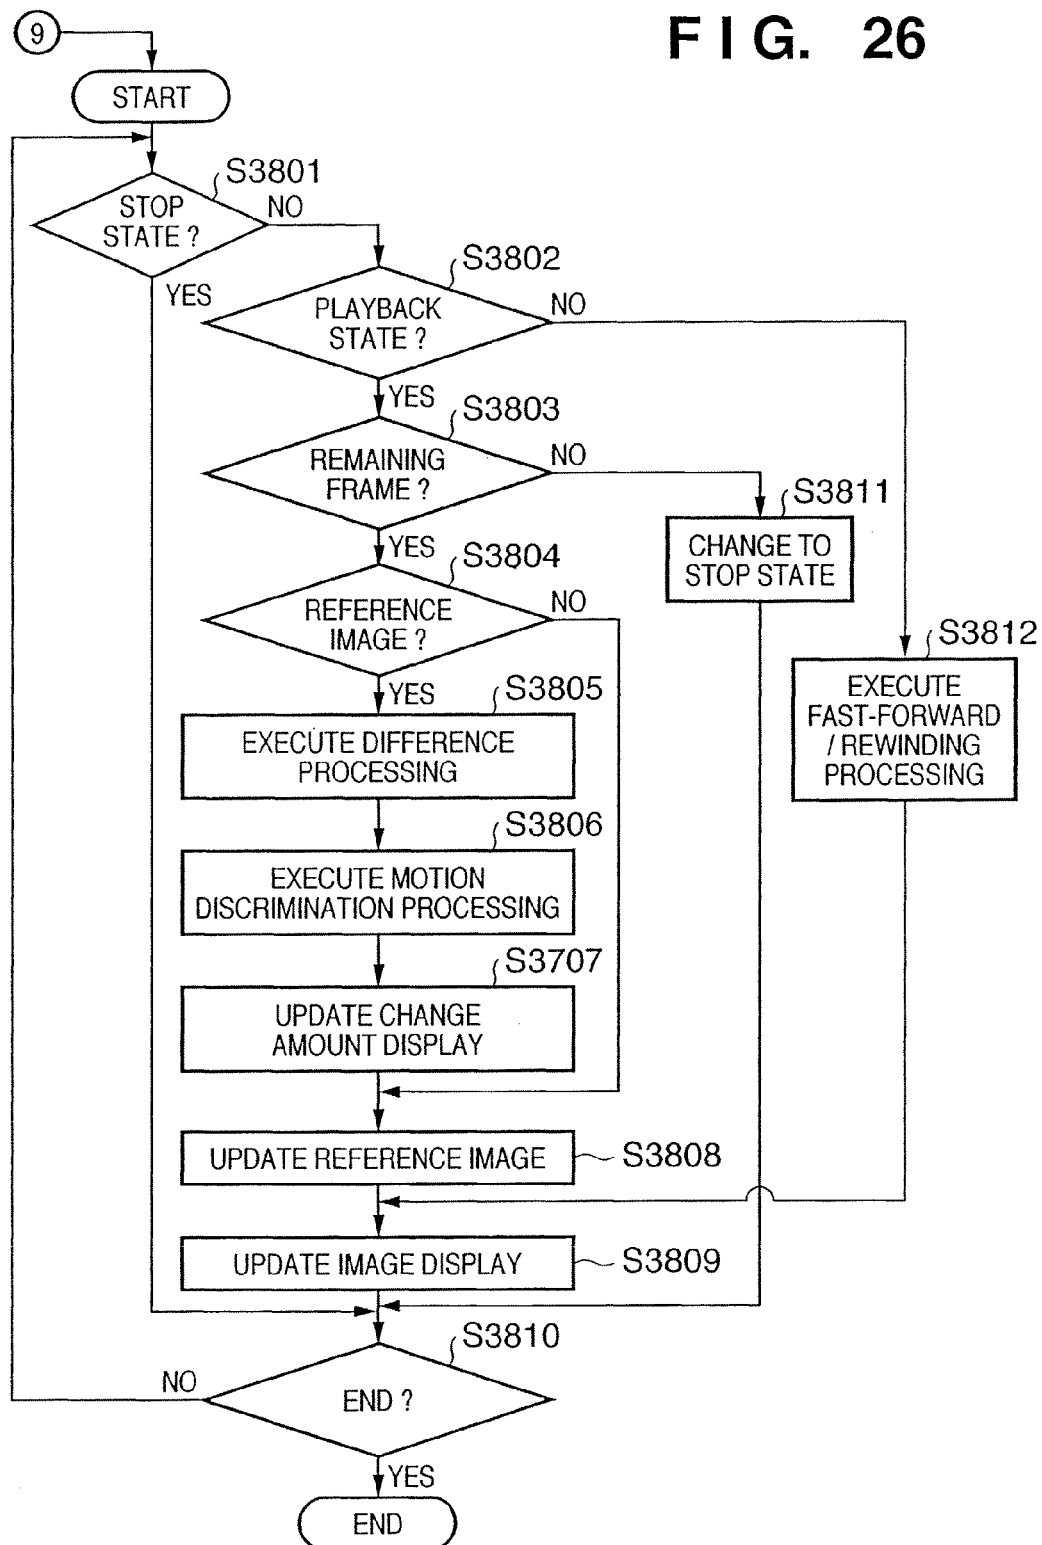 FIG. 26
9
START
S3801
STOP
STATE ?
NO
YES
S3802
PLAYBACK
STATE ?
NO
YES
S3803
REMAINING
FRAME ?
NO
YES
S3811
CHANGE TO
STOP STATE
S3804
REFERENCE
IMAGE ?
NO
YES
S3812
EXECUTE
FAST-FORWARD
/ REWINDING
PROCESSING
S3805
EXECUTE DIFFERENCE
PROCESSING
S3806
EXECUTE MOTION
DISCRIMINATION PROCESSING
S3707
UPDATE CHANGE
AMOUNT DISPLAY
UPDATE REFERENCE IMAGE
S3808
UPDATE IMAGE DISPLAY
S3809
S3810
END ?
NO
YES
END